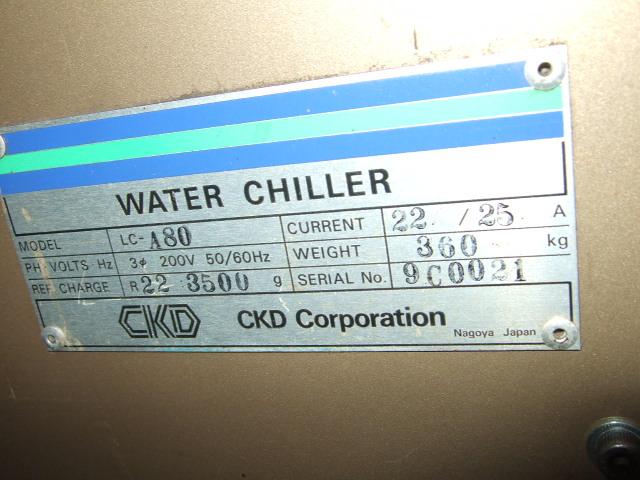 WATER CHILLER
MODEL LC-A80 CURRENT 22 / 25 A
PH·VOLTS Hz 3φ 200V 50/60Hz WEIGHT 360 kg
REF CHARGE R22 3500 g SERIAL No. 9C0021
CKD CKD Corporation
Nagoya Japan